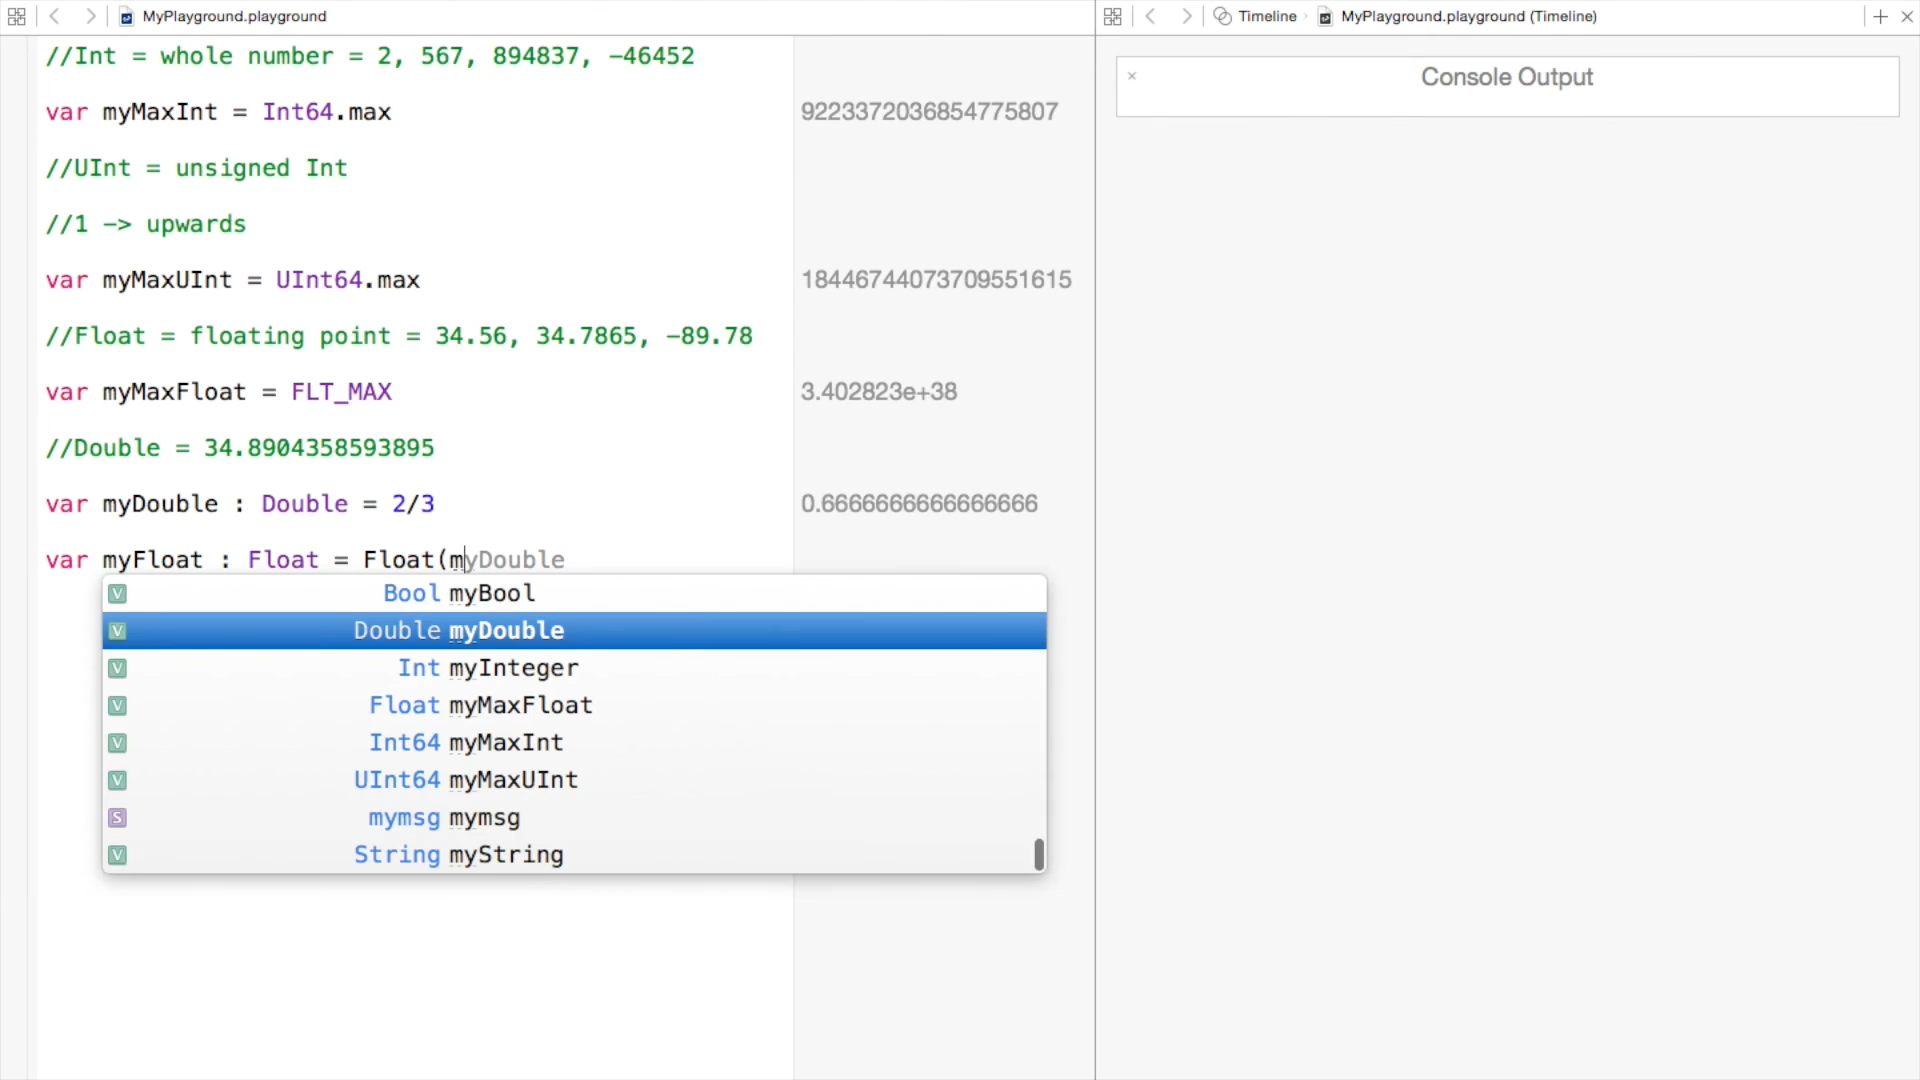 MyPlayground.playground
Timeline MyPlayground.playground (Timeline)
//Int = whole number = 2, 567, 894837, -46452
var myMaxInt = Int64.max
9223372036854775807
//UInt = unsigned Int
//1 -> upwards
var myMaxUInt = UInt64.max
18446744073709551615
//Float = floating point = 34.56, 34.7865, -89.78
var myMaxFloat = FLT_MAX
3.402823e+38
//Double = 34.8904358593895
var myDouble : Double = 2/3
0.6666666666666666
var myFloat : Float = Float(myDouble
V Bool myBool
V Double myDouble
V Int myInteger
V Float myMaxFloat
V Int64 myMaxInt
V UInt64 myMaxUInt
S mymsg mymsg
V String myString
Console Output